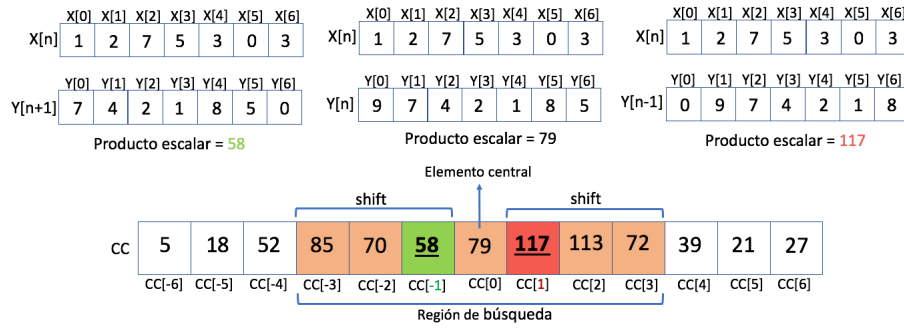 X[0] X[1] X[2] X[3] X[4] X[5] X[6]
X[n] 1 2 7 5 3 0 3
Y[0] Y[1] Y[2] Y[3] Y[4] Y[5] Y[6]
Y[n+1] 7 4 2 1 8 5 0
Producto escalar = 58
X[0] X[1] X[2] X[3] X[4] X[5] X[6]
X[n] 1 2 7 5 3 0 3
Y[0] Y[1] Y[2] Y[3] Y[4] Y[5] Y[6]
Y[n] 9 7 4 2 1 8 5
Producto escalar = 79
X[0] X[1] X[2] X[3] X[4] X[5] X[6]
X[n] 1 2 7 5 3 0 3
Y[0] Y[1] Y[2] Y[3] Y[4] Y[5] Y[6]
Y[n-1] 0 9 7 4 2 1 8
Producto escalar = 117
Elemento central
shift shift
CC 5 18 52 85 70 58 79 117 113 72 39 21 27
CC[-6] CC[-5] CC[-4] CC[-3] CC[-2] CC[-1] CC[0] CC[1] CC[2] CC[3] CC[4] CC[5] CC[6]
Región de búsqueda